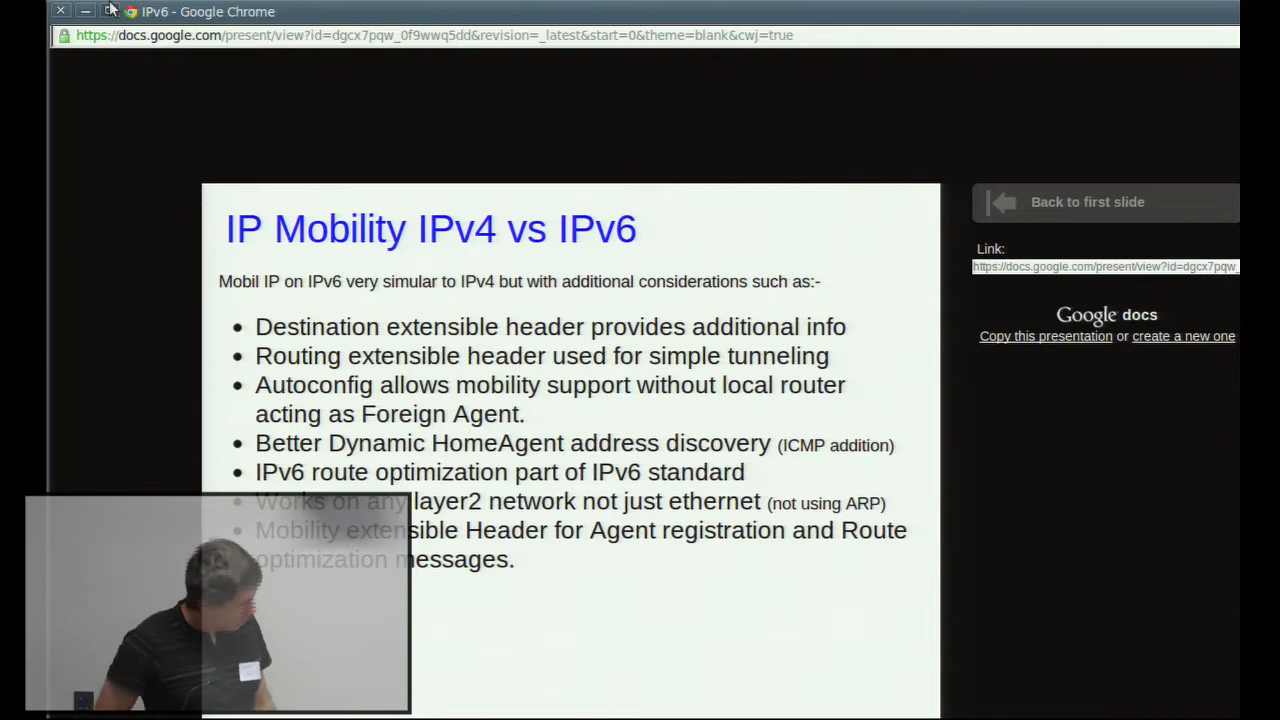 IPv6 - Google Chrome
https://docs.google.com/present/view?id=dgcx7pqw_0f9wwq5dd&revision=_latest&start=0&theme=blank&cwj=true
IP Mobility IPv4 vs IPv6
Mobil IP on IPv6 very simular to IPv4 but with additional considerations such as:-
Destination extensible header provides additional info
Routing extensible header used for simple tunneling
Autoconfig allows mobility support without local router
acting as Foreign Agent.
Better Dynamic HomeAgent address discovery (ICMP addition)
IPv6 route optimization part of IPv6 standard
Works on any layer2 network not just ethernet (not using ARP)
Mobility extensible Header for Agent registration and Route
optimization messages.
Back to first slide
Link:
https://docs.google.com/present/view?id=dgcx7pqw_
Google docs
Copy this presentation or create a new one